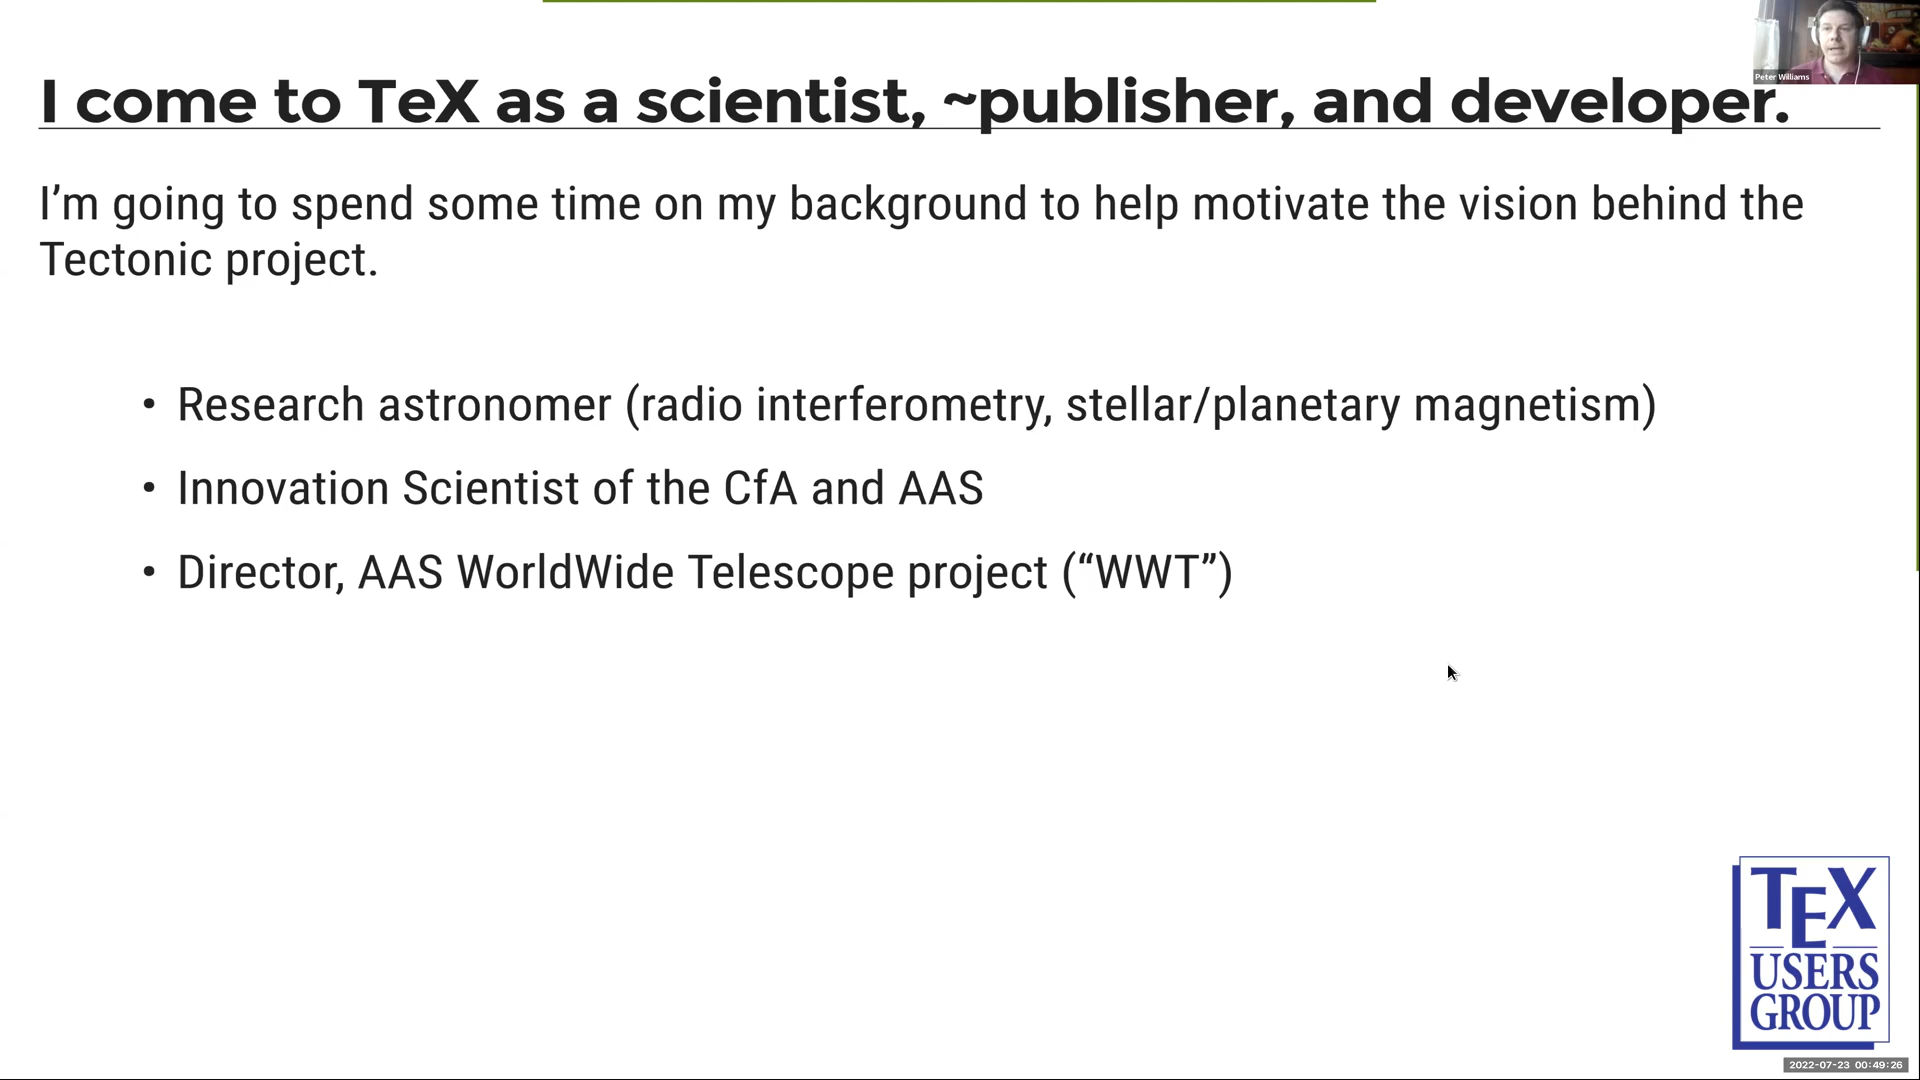 Peter Williams
I come to TeX as a scientist, ~publisher, and developer.
I’m going to spend some time on my background to help motivate the vision behind the
Tectonic project.
• Research astronomer (radio interferometry, stellar/planetary magnetism)
• Innovation Scientist of the CfA and AAS
• Director, AAS WorldWide Telescope project (“WWT”)
TEX
USERS
GROUP
2022-07-23 00:49:26